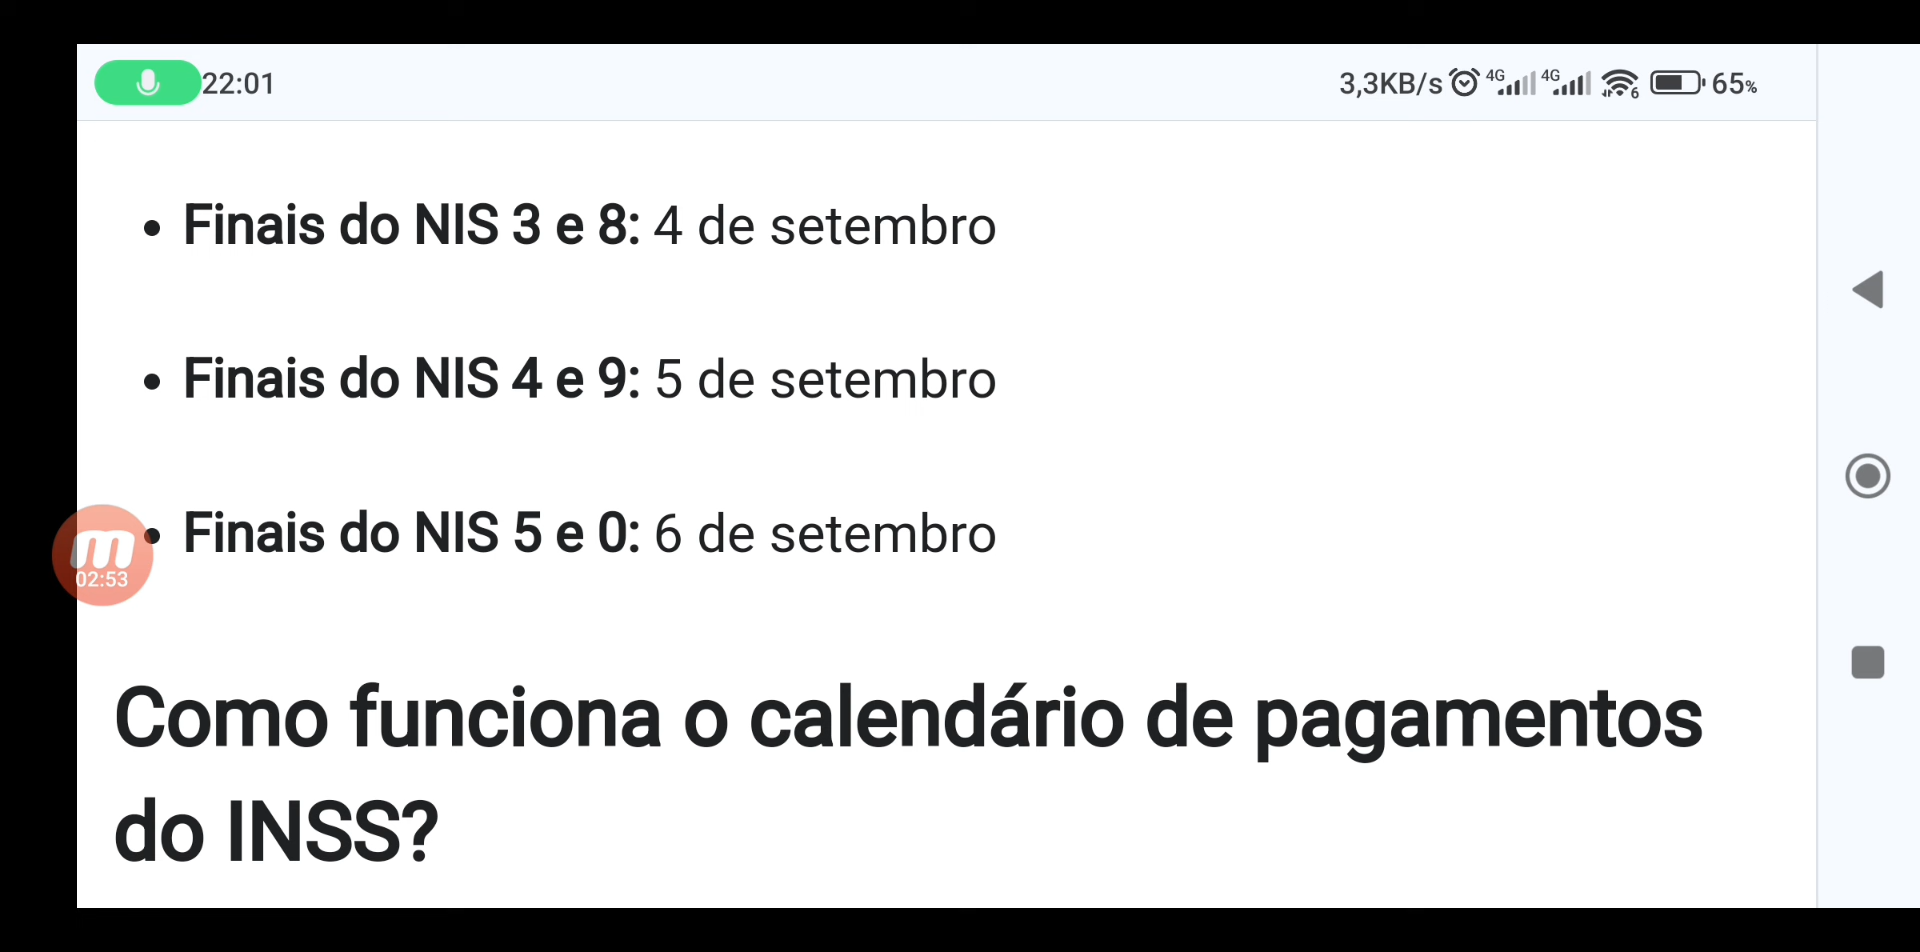 22:01
3,3KB/s 4G 4G 6 65%
• Finais do NIS 3 e 8: 4 de setembro
• Finais do NIS 4 e 9: 5 de setembro
• Finais do NIS 5 e 0: 6 de setembro
m
02:53
Como funciona o calendário de pagamentos
do INSS?